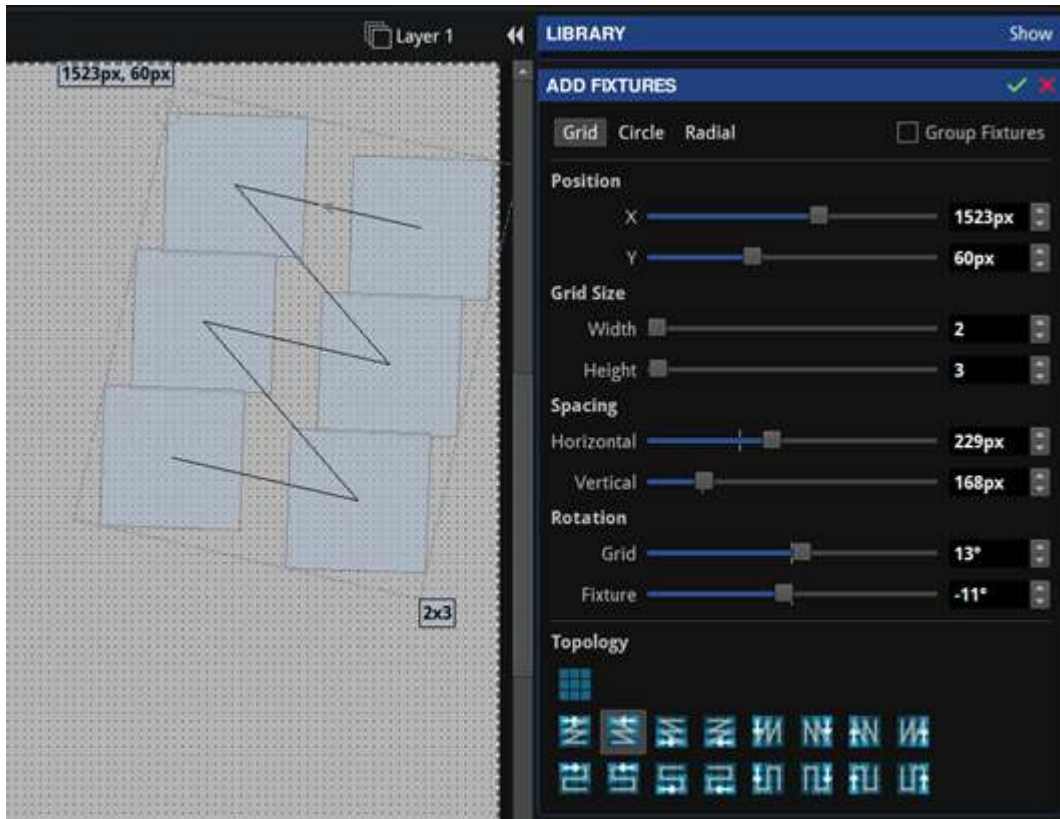 Layer 1
LIBRARY Show
1523px, 60px
ADD FIXTURES
Grid Circle Radial Group Fixtures
Position
X 1523px
Y 60px
Grid Size
Width 2
Height 3
Spacing
Horizontal 229px
Vertical 168px
Rotation
Grid 13°
Fixture -11°
2x3
Topology